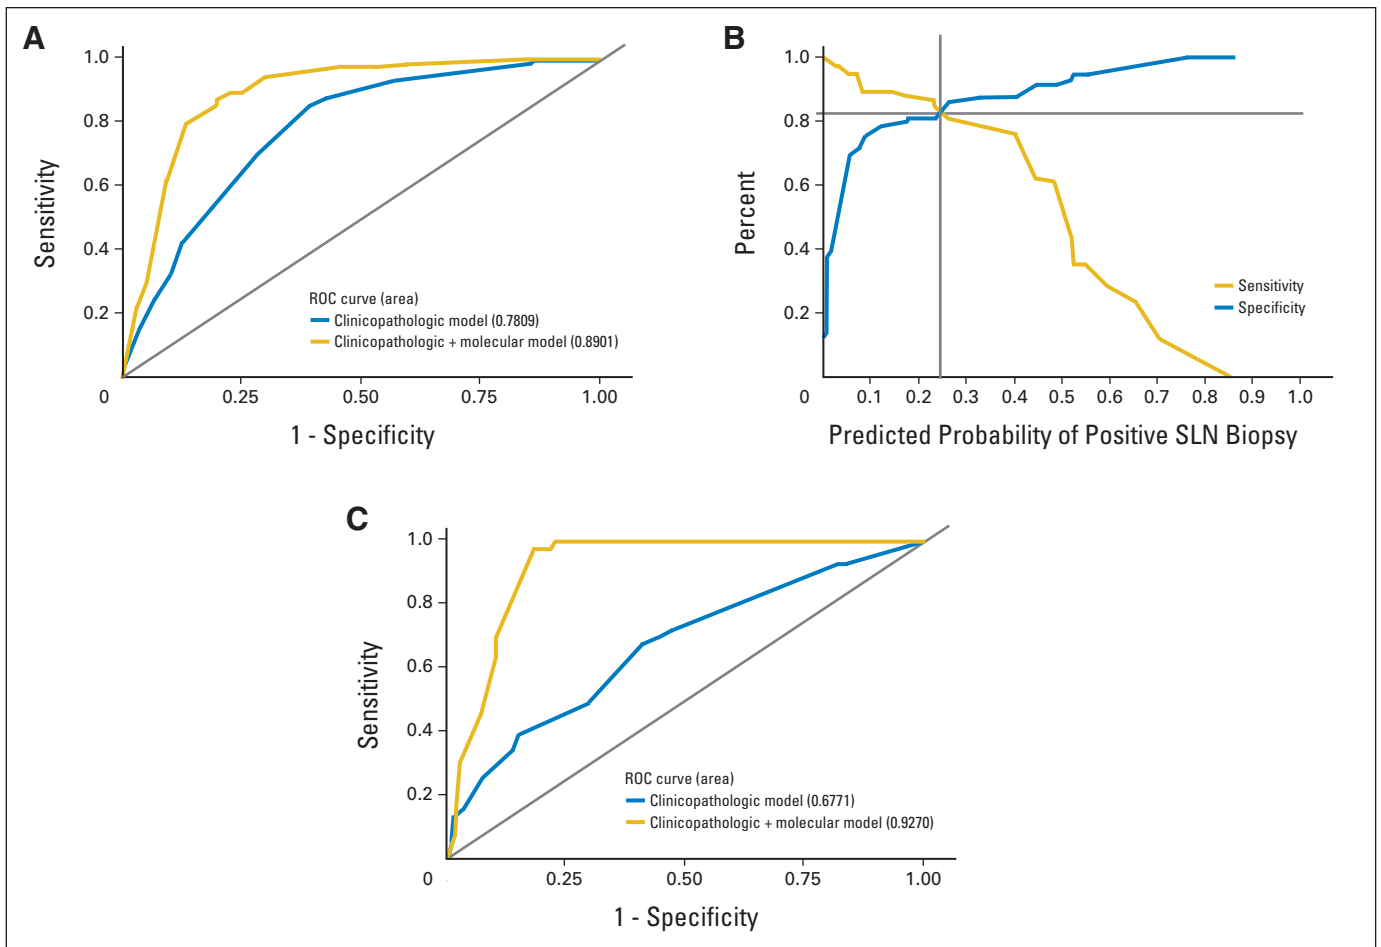 A
Sensitivity
1.0
0.8
0.6
0.4
0.2
0
0.25
0.50
0.75
1.00
1 - Specificity
ROC curve (area)
Clinicopathologic model (0.7809)
Clinicopathologic + molecular model (0.8901)
B
Percent
1.0
0.8
0.6
0.4
0.2
0
0.1
0.2
0.3
0.4
0.5
0.6
0.7
0.8
0.9
1.0
Predicted Probability of Positive SLN Biopsy
Sensitivity
Specificity
C
Sensitivity
1.0
0.8
0.6
0.4
0.2
0
0.25
0.50
0.75
1.00
1 - Specificity
ROC curve (area)
Clinicopathologic model (0.6771)
Clinicopathologic + molecular model (0.9270)